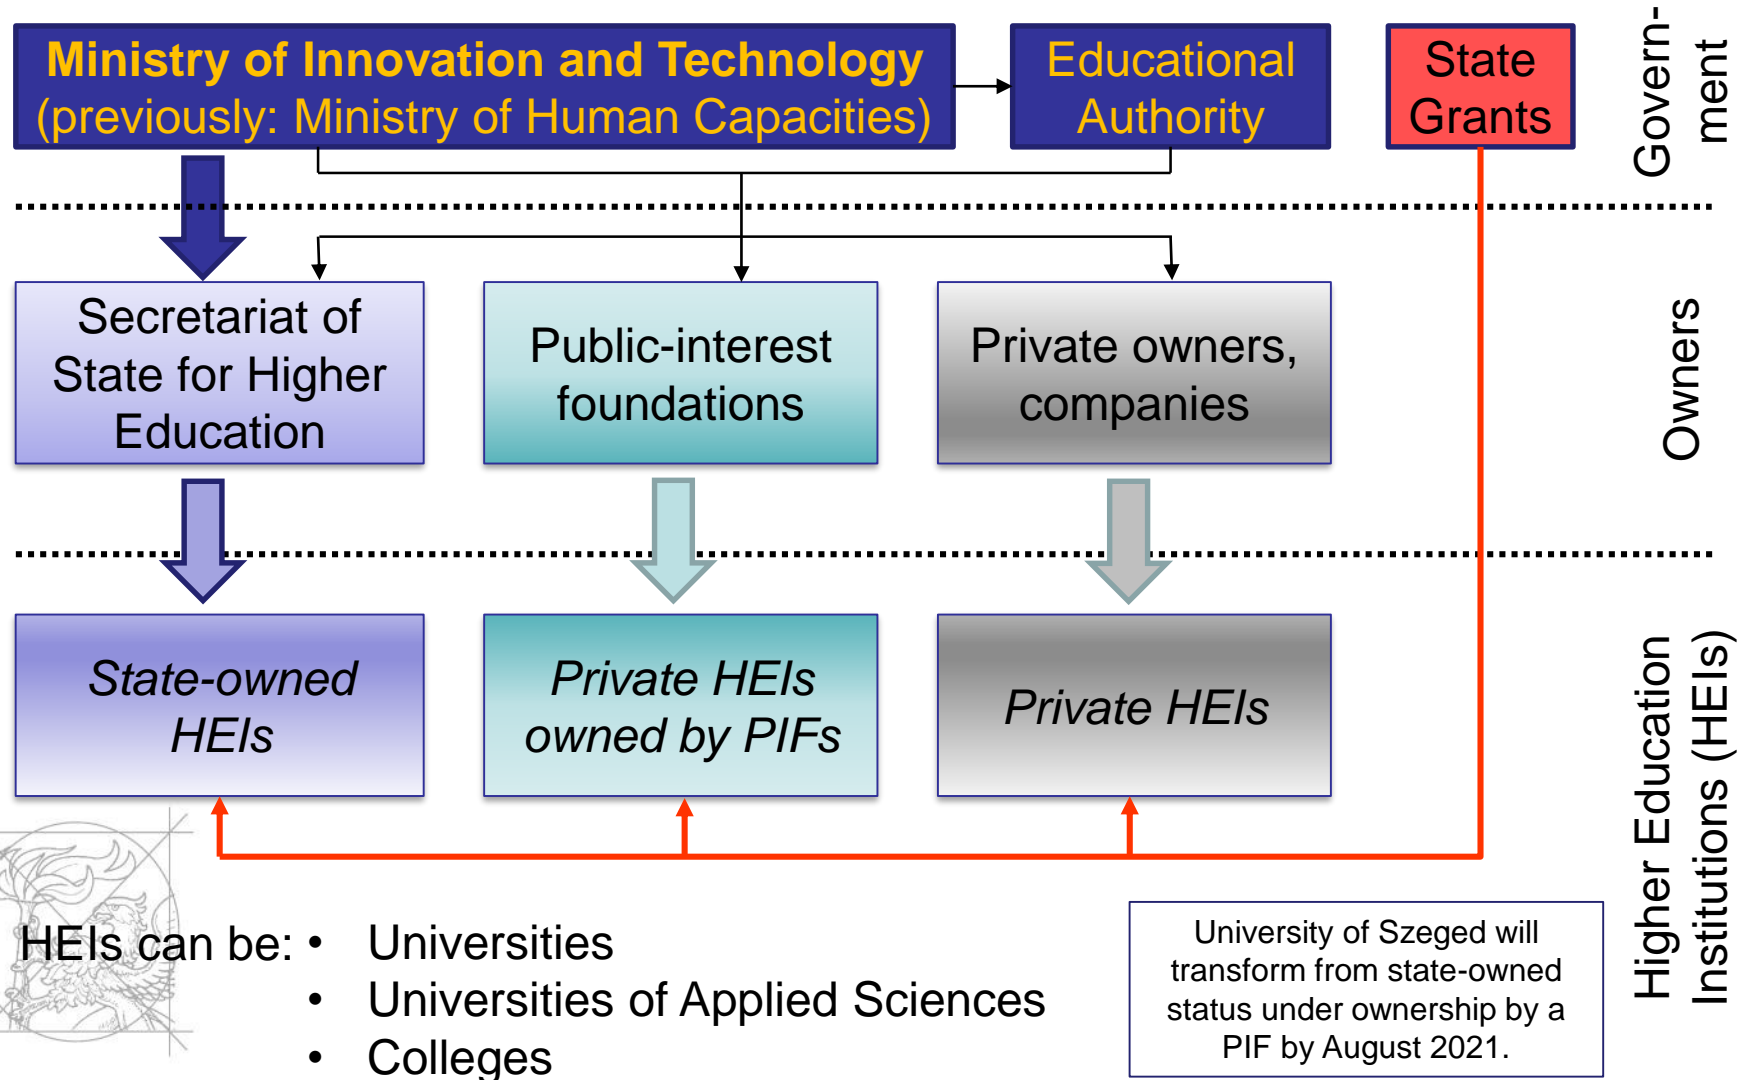 Ministry of Innovation and Technology
(previously: Ministry of Human Capacities)
Educational
Authority
State
Grants
Govern-
ment
Secretariat of
State for Higher
Education
Public-interest
foundations
Private owners,
companies
Owners
State-owned
HEIs
Private HEIs
owned by PIFs
Private HEIs
Higher Education
Institutions (HEIs)
HEIs can be: • Universities
• Universities of Applied Sciences
• Colleges
University of Szeged will
transform from state-owned
status under ownership by a
PIF by August 2021.